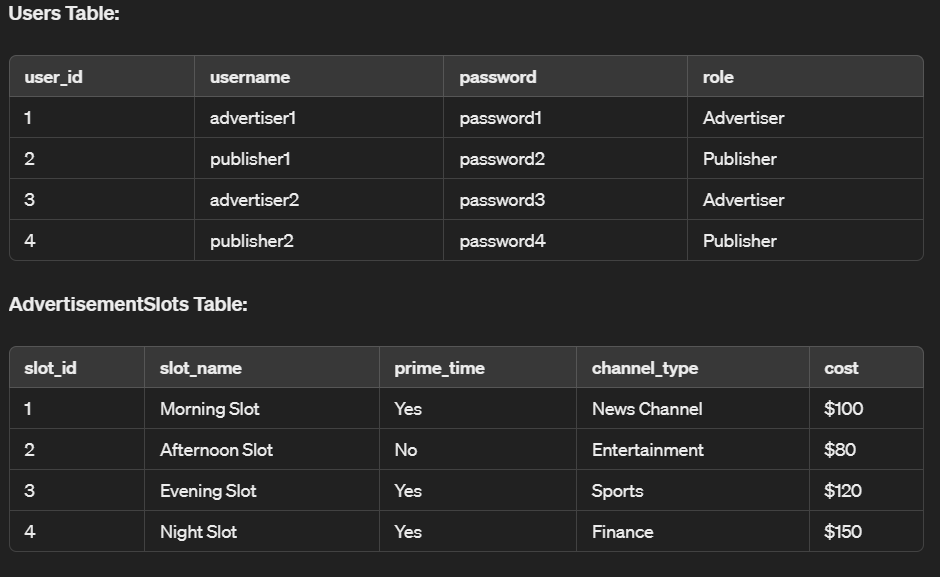 Users Table:
user_id username password role
1 advertiser1 password1 Advertiser
2 publisher1 password2 Publisher
3 advertiser2 password3 Advertiser
4 publisher2 password4 Publisher
AdvertisementSlots Table:
slot_id slot_name prime_time channel_type cost
1 Morning Slot Yes News Channel $100
2 Afternoon Slot No Entertainment $80
3 Evening Slot Yes Sports $120
4 Night Slot Yes Finance $150